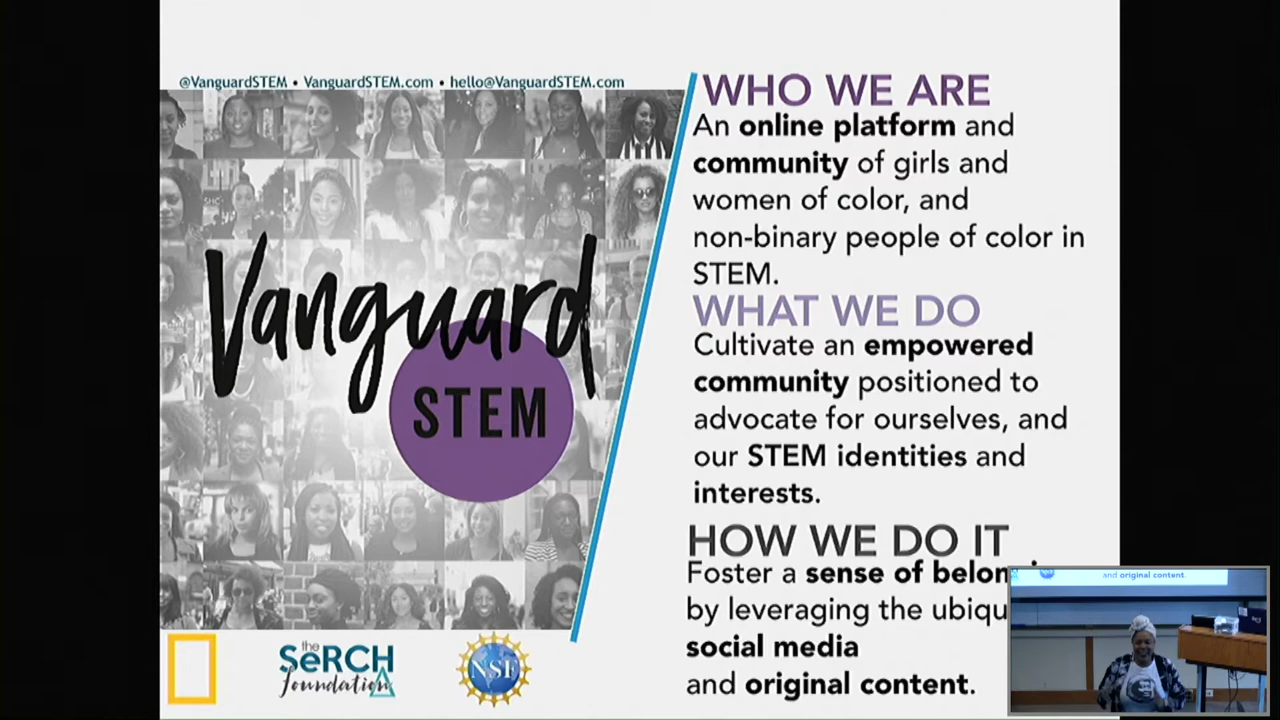 @VanguardSTEM • VanguardSTEM.com • hello@VanguardSTEM.com
Vanguard
STEM
the
SeRCH
foundation
NSF
WHO WE ARE
An online platform and
community of girls and
women of color, and
non-binary people of color in
STEM.
WHAT WE DO
Cultivate an empowered
community positioned to
advocate for ourselves, and
our STEM identities and
interests.
HOW WE DO IT
Foster a sense of
by leveraging the
social media
and original content.
and original content.